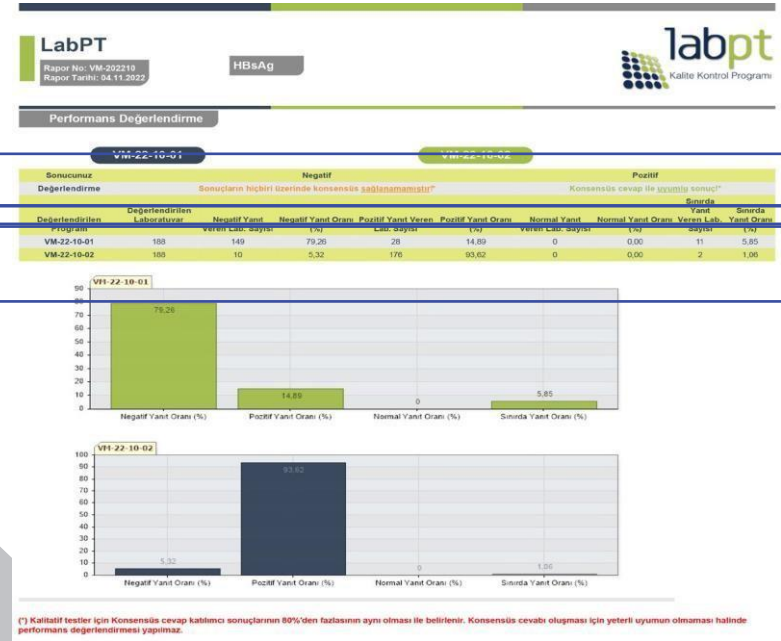 LabPT
Rapor No: VM-202210
Rapor Tarihi: 04.11.2022
HBsAg
labpt
Kalite Kontrol Programı
Performans Değerlendirme
VM-22-10-01 VM-22-10-02
Sonucunuz Negatif Pozitif
Değerlendirme Sonuçların hiçbiri üzerinde konsensüs sağlanamamıştır!* Konsensüs cevap ile uyumlu sonuç!*
Değerlendirilen Program Değerlendirilen Laboratuvar Negatif Yanıt Veren Lab. Sayısı Negatif Yanıt Oranı (%) Pozitif Yanıt Veren Lab. Sayısı Pozitif Yanıt Oranı (%) Normal Yanıt Veren Lab. Sayısı Normal Yanıt Oranı (%) Sınırda Yanıt Veren Lab. Sayısı Sınırda Yanıt Oranı (%)
VM-22-10-01 188 149 79,26 28 14,89 0 0,00 11 5,85
VM-22-10-02 188 10 5,32 176 93,62 0 0,00 2 1,06
VM-22-10-01
90
80
70
60
50
40
30
20
10
0
79,26
14,89
0
5,85
Negatif Yanıt Oranı (%) Pozitif Yanıt Oranı (%) Normal Yanıt Oranı (%) Sınırda Yanıt Oranı (%)
VM-22-10-02
100
90
80
70
60
50
40
30
20
10
0
5,32
93,62
0
1,06
Negatif Yanıt Oranı (%) Pozitif Yanıt Oranı (%) Normal Yanıt Oranı (%) Sınırda Yanıt Oranı (%)
(*) Kalitatif testler için Konsensüs cevap katılımcı sonuçlarının 80%'den fazlasının aynı olması ile belirlenir. Konsensüs cevabı oluşması için yeterli uyumun olmaması halinde
performans değerlendirmesi yapılmaz.